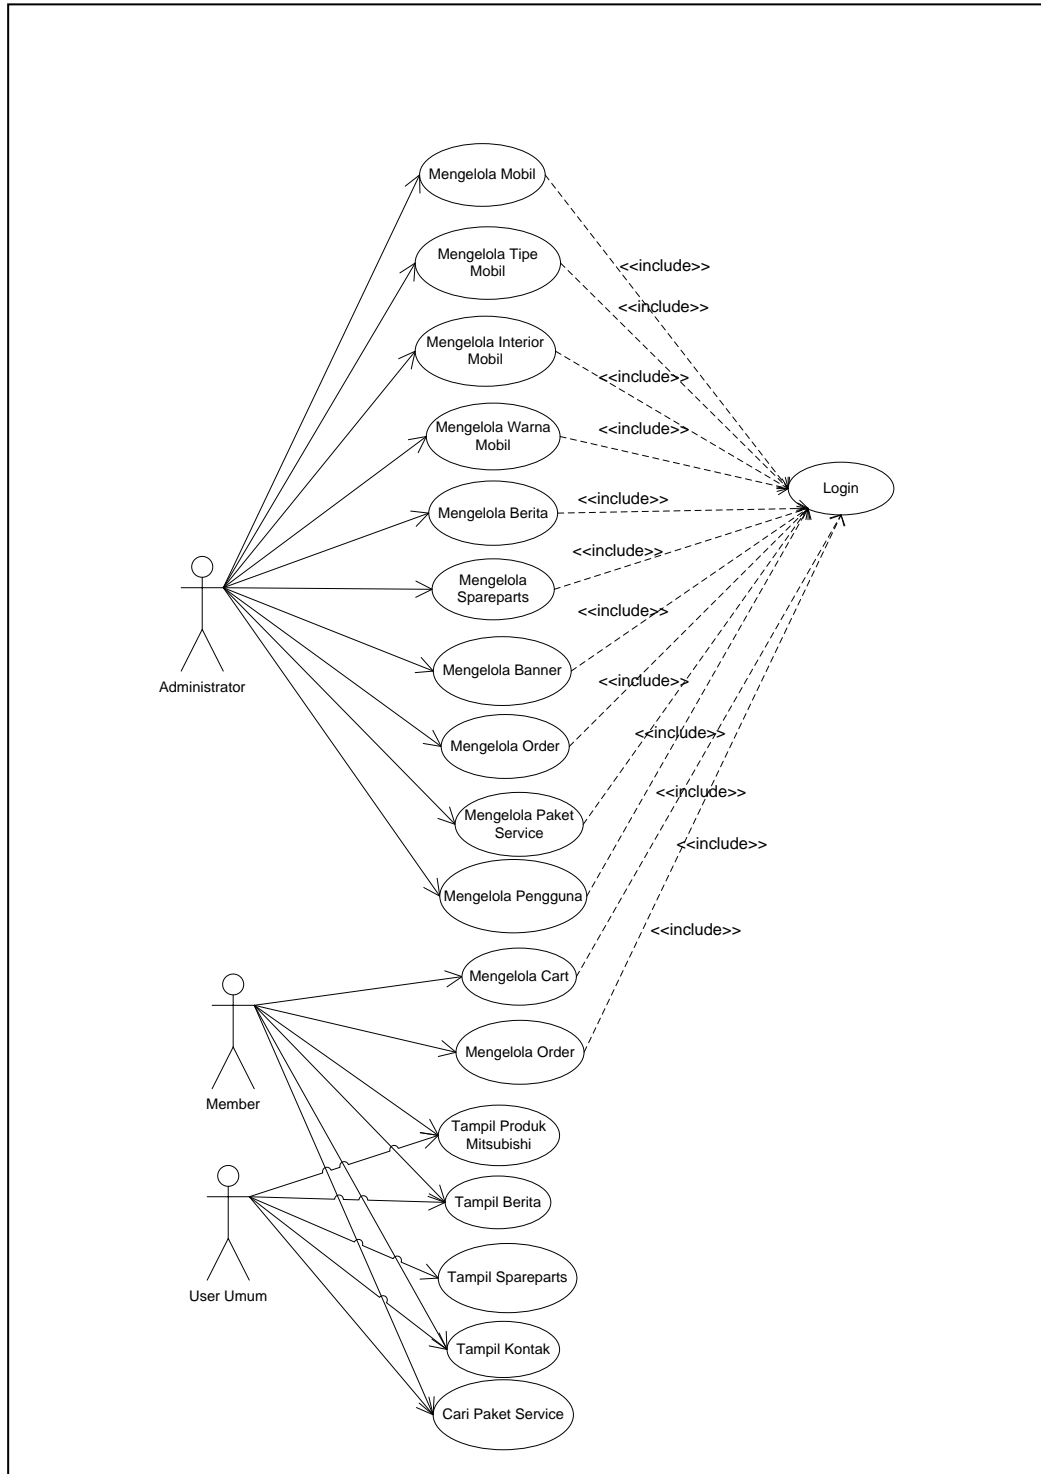 Mengelola Mobil
<<include>>
Mengelola Tipe
Mobil
<<include>>
Mengelola Interior
Mobil
<<include>>
Mengelola Warna
Mobil
<<include>>
Login
Mengelola Berita
<<include>>
Mengelola
Spareparts
<<include>>
<<include>>
Administrator
Mengelola Banner
<<include>>
Mengelola Order
<<include>>
Mengelola Paket
Service
<<include>>
<<include>>
Mengelola Pengguna
<<include>>
Mengelola Cart
Mengelola Order
Member
Tampil Produk
Mitsubishi
Tampil Berita
Tampil Spareparts
User Umum
Tampil Kontak
Cari Paket Service